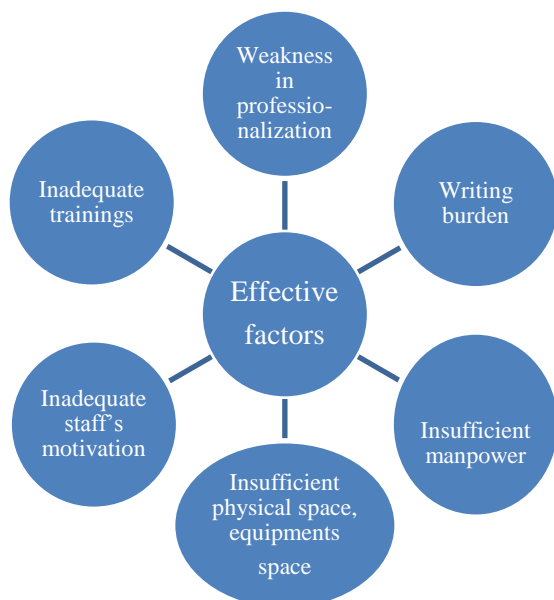 Weakness
in
professio-
nalization
Inadequate
trainings
Writing
burden
Effective
factors
Inadequate
staff’s
motivation
Insufficient
manpower
Insufficient
physical space,
equipments
space